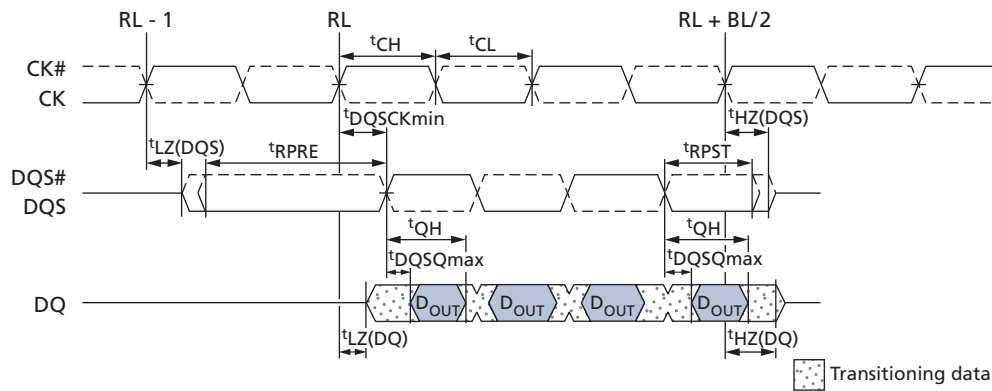 RL - 1 RL RL + BL/2
tCH tCL
CK#
CK
tDQSCKmin tHZ(DQS)
tLZ(DQS) tRPRE tRPST
DQS#
DQS
tQH tQH
tDQSQmax tDQSQmax
DQ DOUT DOUT DOUT DOUT
tLZ(DQ) tHZ(DQ)
Transitioning data